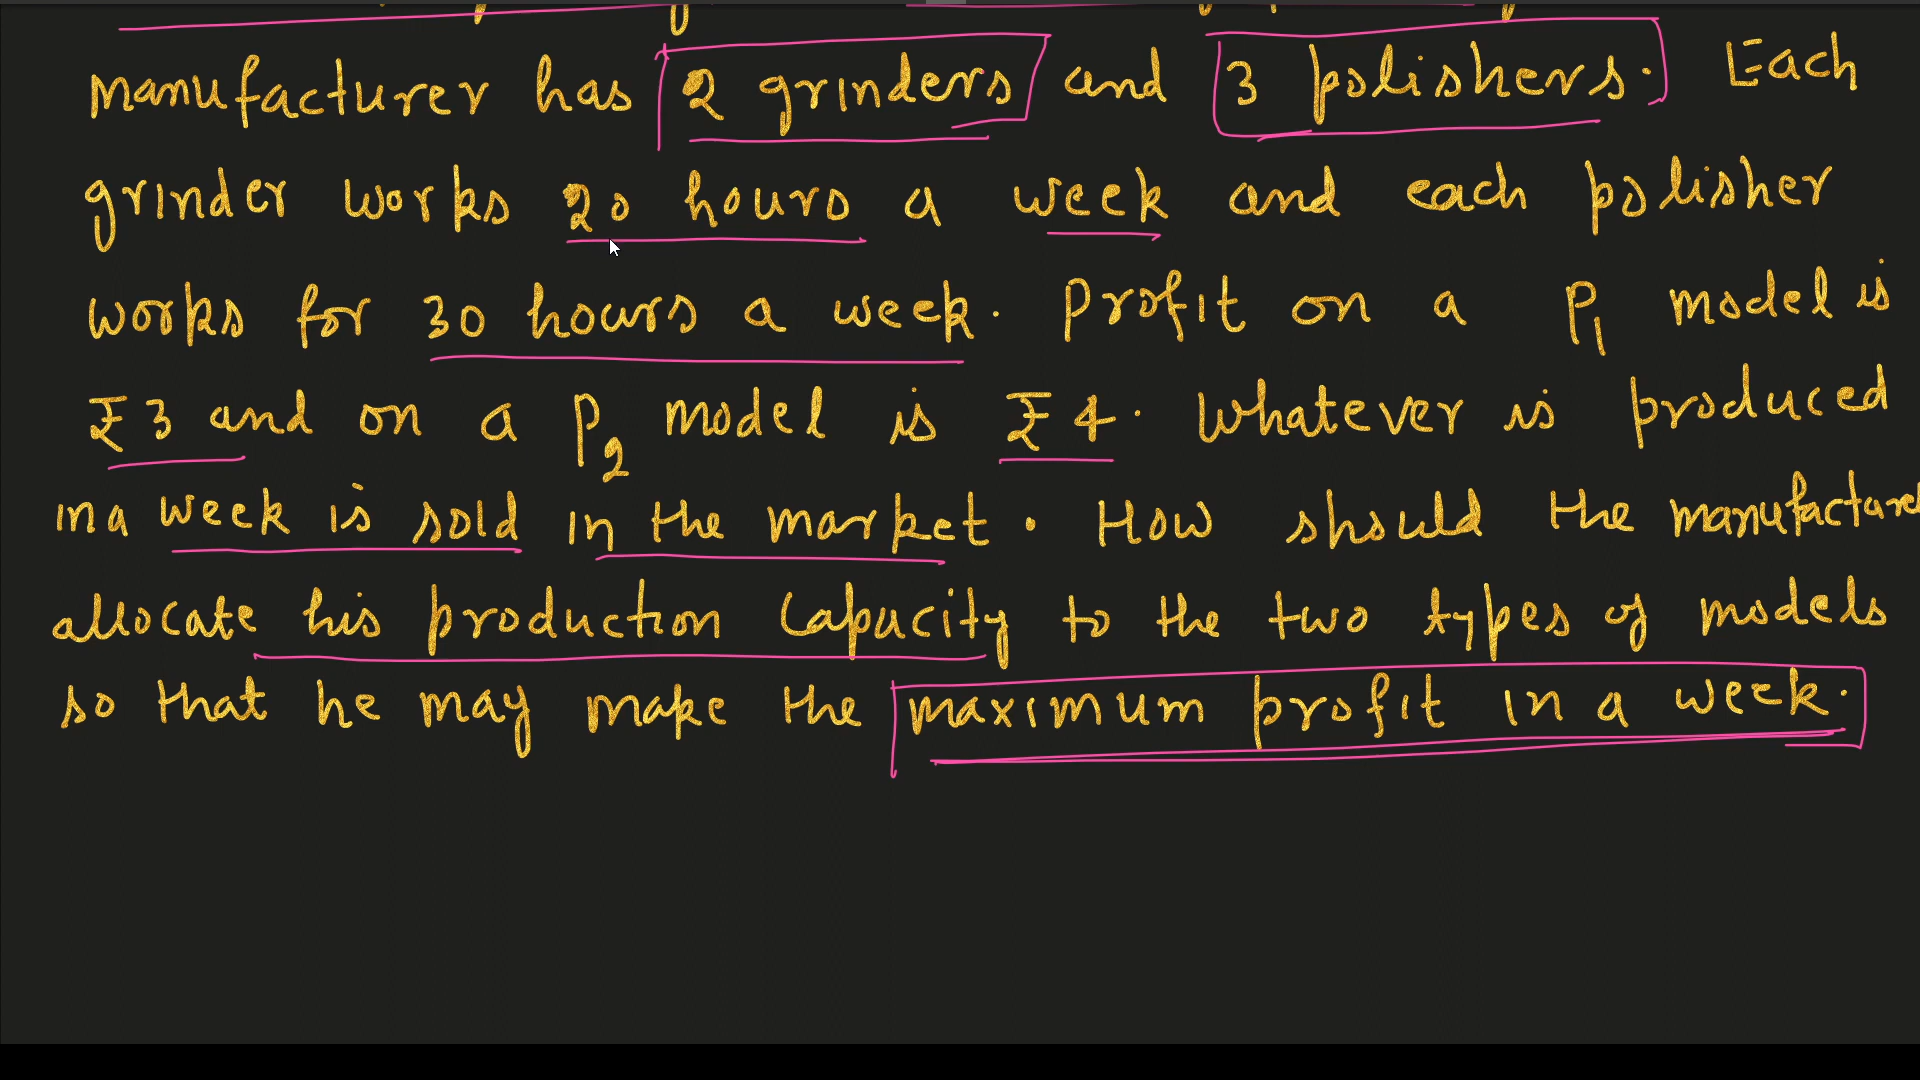 manufacturer has 2 grinders and 3 polishers. Each
grinder works 20 hours a week and each polisher
works for 30 hours a week. Profit on a P1 model is
₹3 and on a P2 model is ₹4. Whatever is produced
in a week is sold in the market. How should the manufacturer
allocate his production capacity to the two types of models
so that he may make the maximum profit in a week.